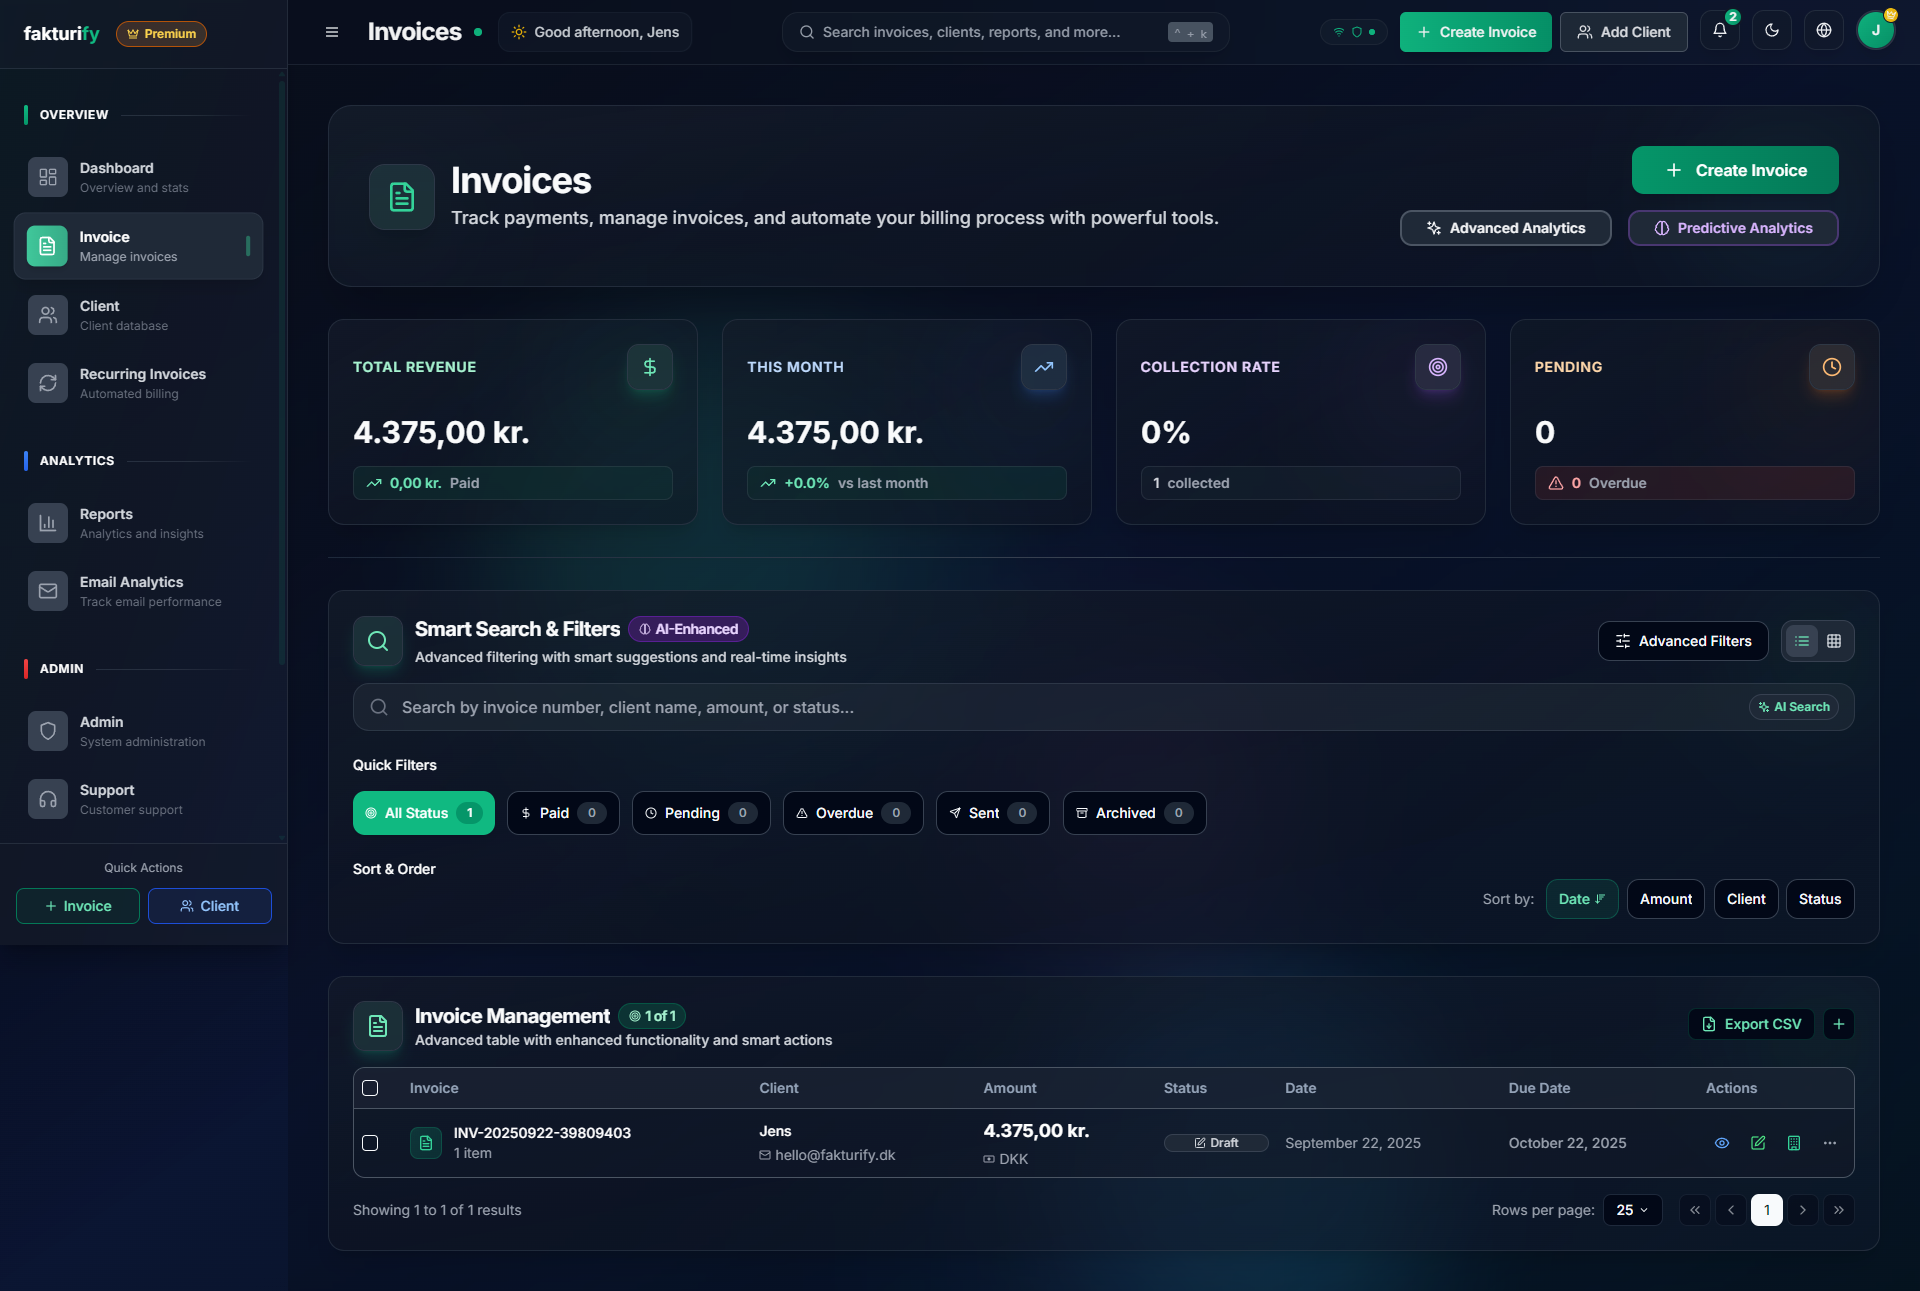 fakturify
Premium
Invoices
Good afternoon, Jens
Search invoices, clients, reports, and more...
^ + k
Create Invoice
Add Client
2
J
OVERVIEW
Dashboard
Overview and stats
Invoice
Manage invoices
Client
Client database
Recurring Invoices
Automated billing
ANALYTICS
Reports
Analytics and insights
Email Analytics
Track email performance
ADMIN
Admin
System administration
Support
Customer support
Quick Actions
Invoice
Client
Invoices
Track payments, manage invoices, and automate your billing process with powerful tools.
Create Invoice
Advanced Analytics
Predictive Analytics
TOTAL REVENUE
4.375,00 kr.
0,00 kr. Paid
THIS MONTH
4.375,00 kr.
+0.0% vs last month
COLLECTION RATE
0%
1 collected
PENDING
0
0 Overdue
Smart Search & Filters
AI-Enhanced
Advanced filtering with smart suggestions and real-time insights
Advanced Filters
Search by invoice number, client name, amount, or status...
AI Search
Quick Filters
All Status 1
Paid 0
Pending 0
Overdue 0
Sent 0
Archived 0
Sort & Order
Sort by:
Date
Amount
Client
Status
Invoice Management
1 of 1
Advanced table with enhanced functionality and smart actions
Export CSV
Invoice Client Amount Status Date Due Date Actions
INV-20250922-39809403
1 item
Jens
hello@fakturify.dk
4.375,00 kr.
DKK
Draft
September 22, 2025
October 22, 2025
Showing 1 to 1 of 1 results
Rows per page: 25
1